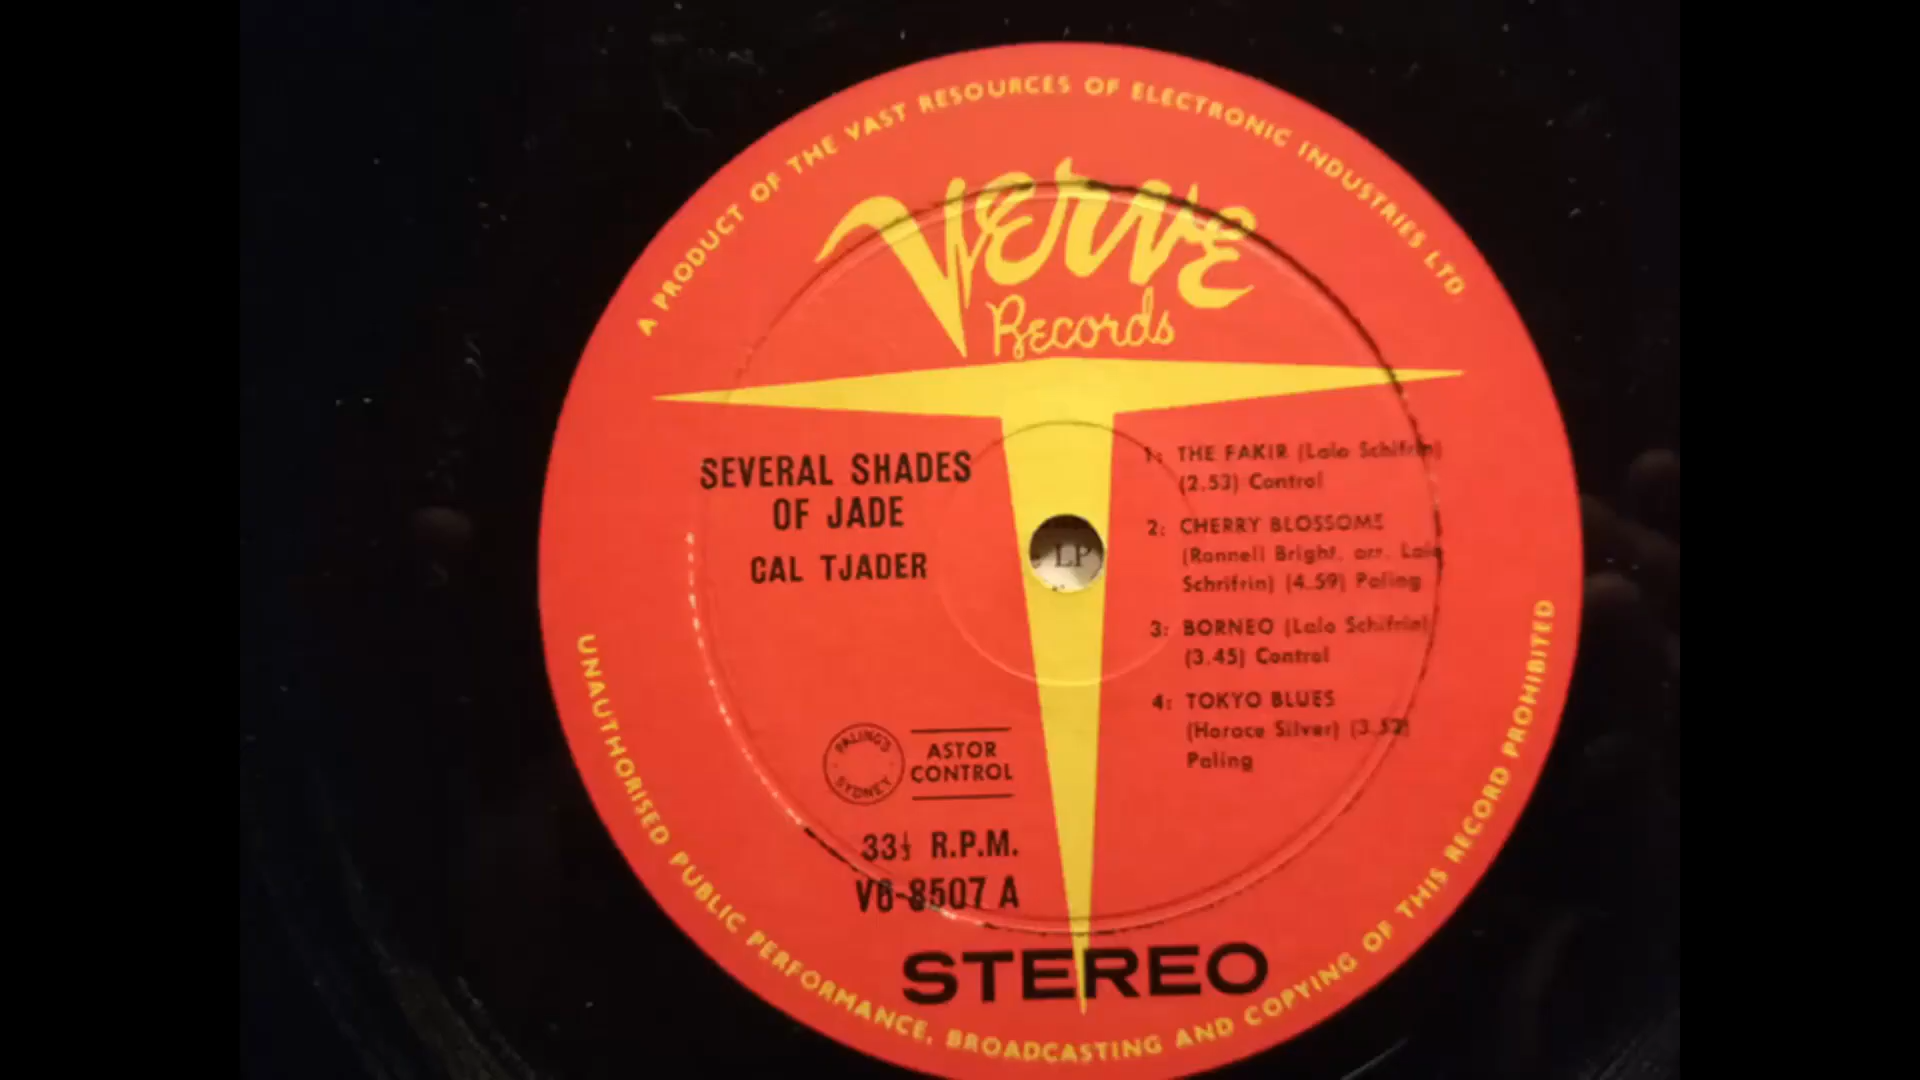 A PRODUCT OF THE VAST RESOURCES OF ELECTRONIC INDUSTRIES LTD.
Verve
Records
SEVERAL SHADES
OF JADE
CAL TJADER
1: THE FAKIR (Lalo Schifrin)
(2.53) Control
2: CHERRY BLOSSOMS
(Ronnell Bright, arr. Lalo
Schrifrin) (4.59) Paling
3: BORNEO (Lalo Schifrin)
(3.45) Control
4: TOKYO BLUES
(Horace Silver)
Paling
LP
PALING'S
SYDNEY
ASTOR
CONTROL
33⅓ R.P.M.
V6-8507 A
STEREO
UNAUTHORISED PUBLIC PERFORMANCE, BROADCASTING AND COPYING OF THIS RECORD PROHIBITED